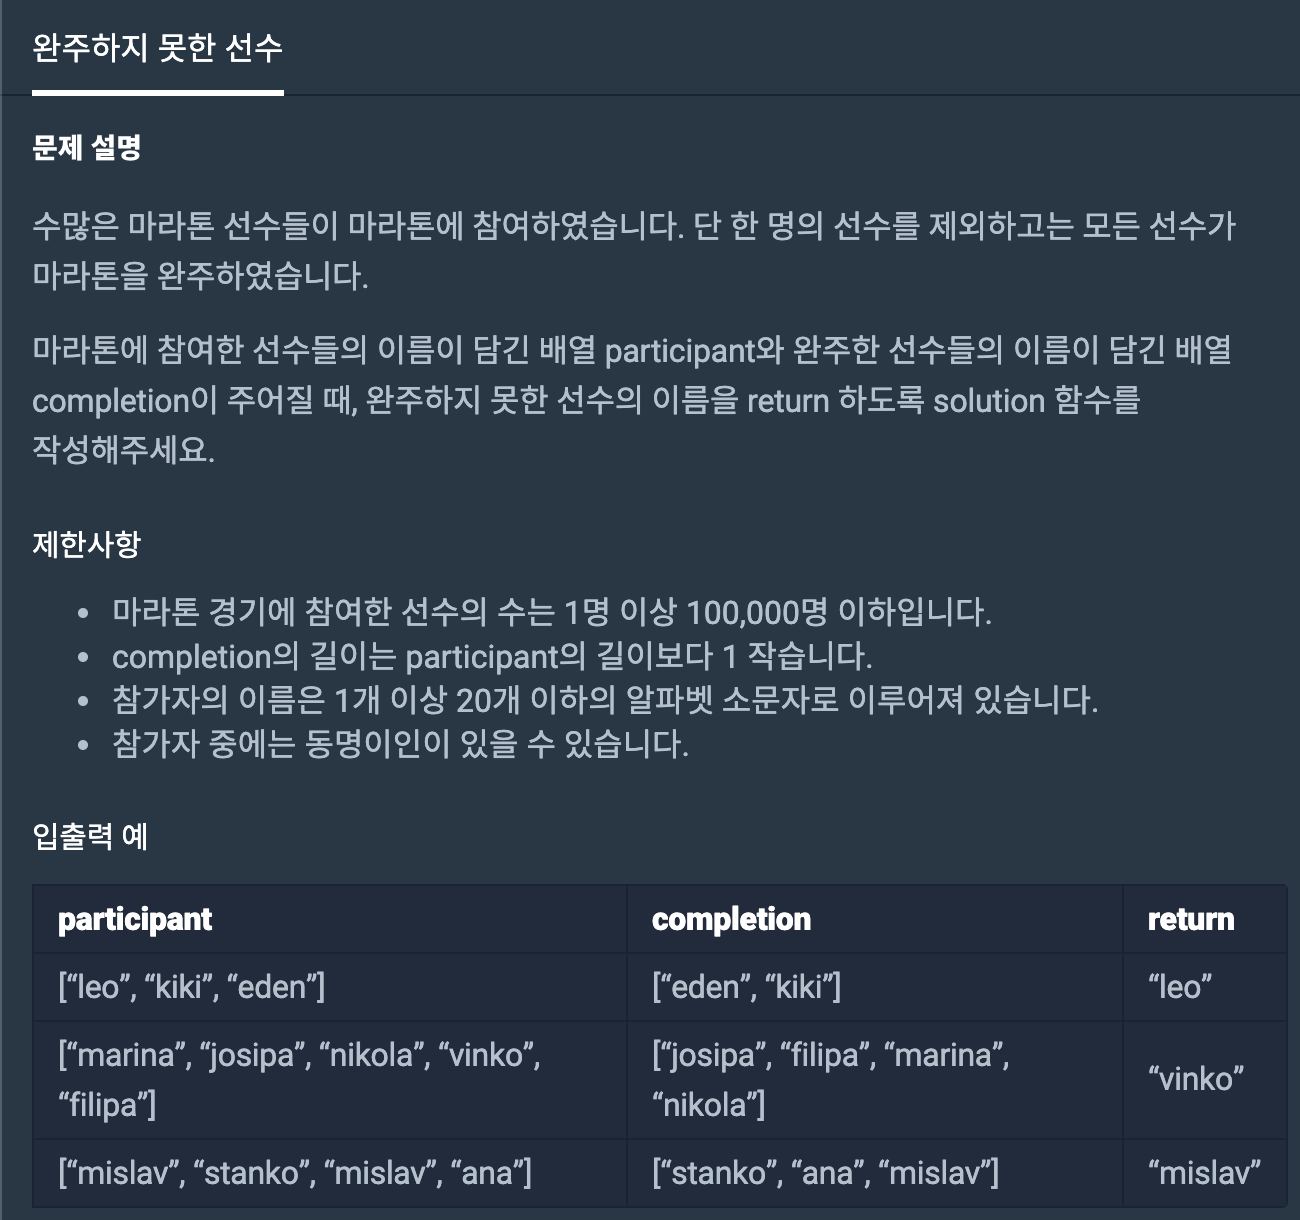 완주하지 못한 선수
문제 설명
수많은 마라톤 선수들이 마라톤에 참여하였습니다. 단 한 명의 선수를 제외하고는 모든 선수가
마라톤을 완주하였습니다.
마라톤에 참여한 선수들의 이름이 담긴 배열 participant와 완주한 선수들의 이름이 담긴 배열
completion이 주어질 때, 완주하지 못한 선수의 이름을 return 하도록 solution 함수를
작성해주세요.
제한사항
• 마라톤 경기에 참여한 선수의 수는 1명 이상 100,000명 이하입니다.
• completion의 길이는 participant의 길이보다 1 작습니다.
• 참가자의 이름은 1개 이상 20개 이하의 알파벳 소문자로 이루어져 있습니다.
• 참가자 중에는 동명이인이 있을 수 있습니다.
입출력 예
participant completion return
[“leo”, “kiki”, “eden”] [“eden”, “kiki”] “leo”
[“marina”, “josipa”, “nikola”, “vinko”,
“filipa”]
[“josipa”, “filipa”, “marina”,
“nikola”]
“vinko”
[“mislav”, “stanko”, “mislav”, “ana”] [“stanko”, “ana”, “mislav”] “mislav”